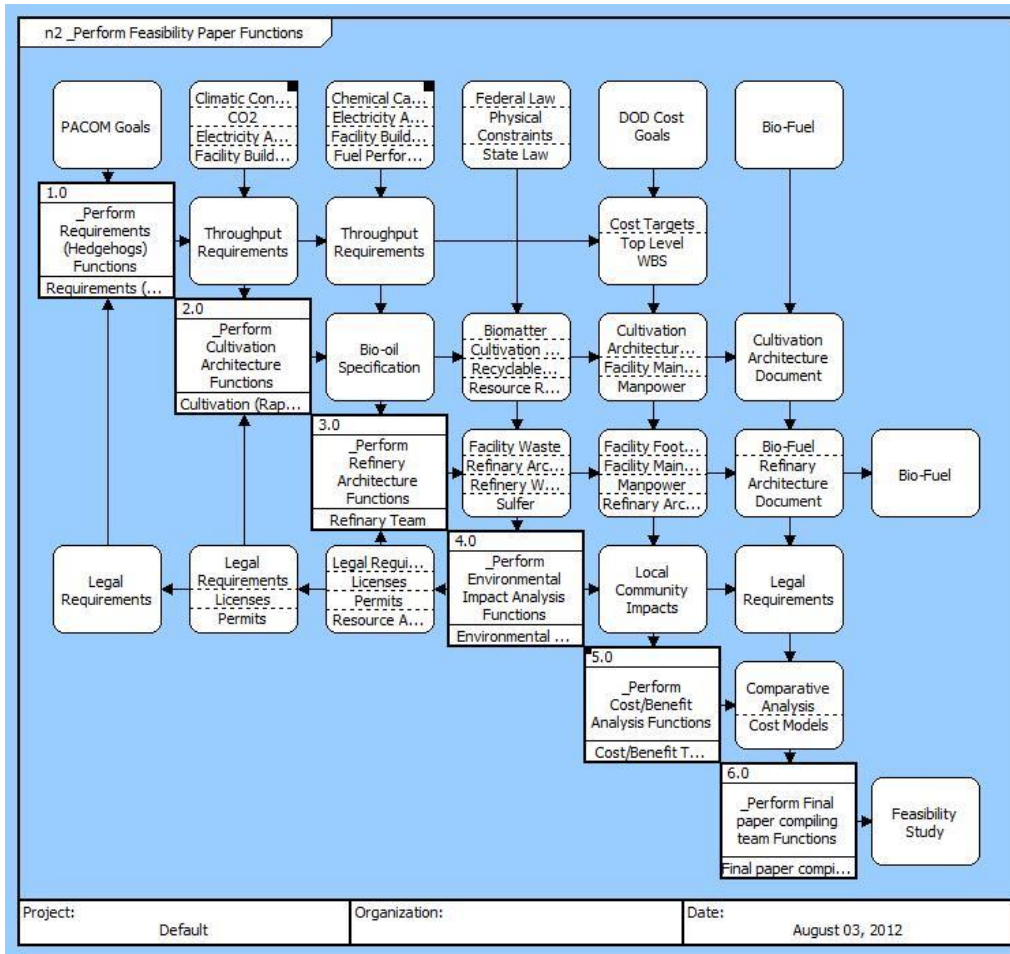 n2 _Perform Feasibility Paper Functions
PACOM Goals
Climatic Con...
CO2
Electricity A...
Facility Build...
Chemical Ca...
Electricity A...
Facility Build...
Fuel Perfor...
Federal Law
Physical
Constraints
State Law
DOD Cost
Goals
Bio-Fuel
1.0
_Perform
Requirements
(Hedgehogs)
Functions
Requirements (...
Throughput
Requirements
Throughput
Requirements
Cost Targets
Top Level
WBS
2.0
_Perform
Cultivation
Architecture
Functions
Cultivation (Rap...
Bio-oil
Specification
Biomatter
Cultivation ...
Recyclable...
Resource R...
Cultivation
Architectur...
Facility Main...
Manpower
Cultivation
Architecture
Document
3.0
_Perform
Refinery
Architecture
Functions
Refinary Team
Facility Waste
Refinary Arc...
Refinery W...
Sulfer
Facility Foot...
Facility Main...
Manpower
Refinary Arc...
Bio-Fuel
Refinary
Architecture
Document
Bio-Fuel
Legal
Requirements
Legal
Requirements
Licenses
Permits
Legal Requi...
Licenses
Permits
Resource A...
4.0
_Perform
Environmental
Impact Analysis
Functions
Environmental ...
Local
Community
Impacts
Legal
Requirements
5.0
_Perform
Cost/Benefit
Analysis Functions
Cost/Benefit T...
Comparative
Analysis
Cost Models
6.0
_Perform Final
paper compiling
team Functions
Final paper compi...
Feasibility
Study
Project:
Default
Organization:
Date:
August 03, 2012